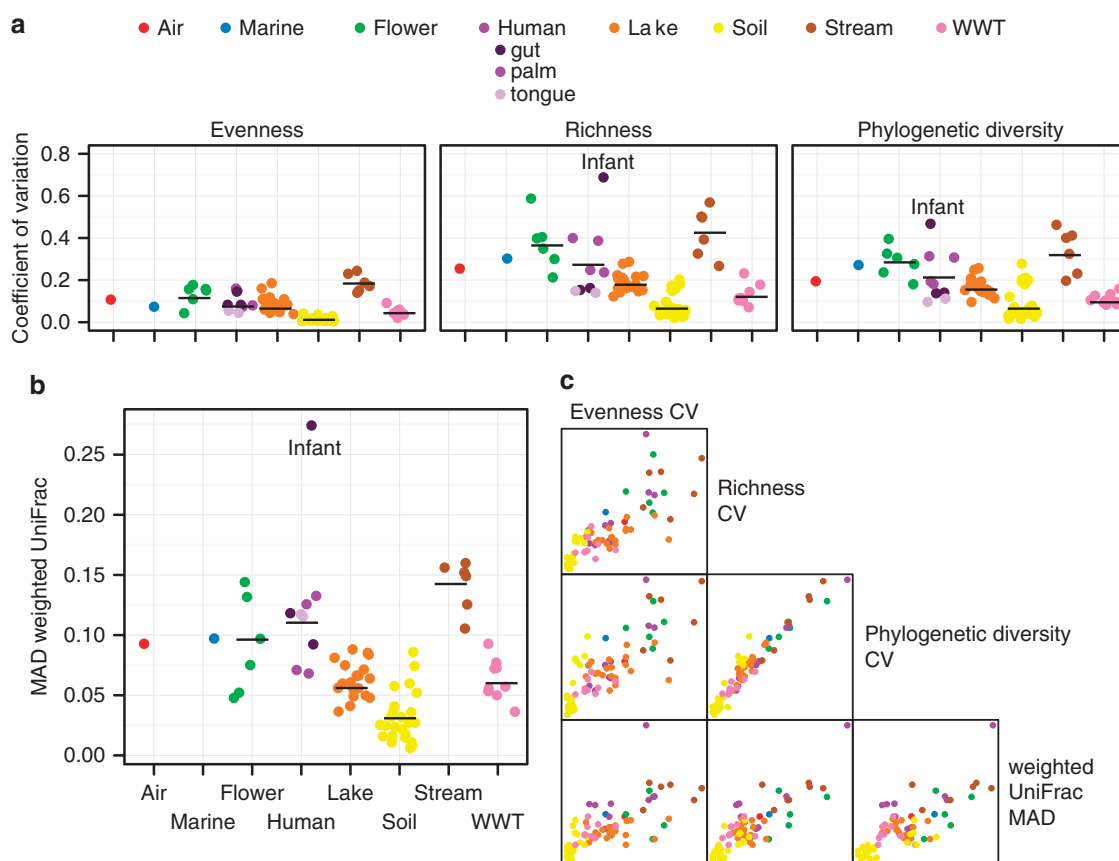 a
Air Marine Flower Human Lake Soil Stream WWT
gut
palm
tongue
Evenness Richness Phylogenetic diversity
Coefficient of variation
0.8
0.6
0.4
0.2
0.0
Infant
Infant
b
MAD weighted UniFrac
0.25
0.20
0.15
0.10
0.05
0.00
Infant
Air Flower Lake Stream
Marine Human Soil WWT
c
Evenness CV
Richness
CV
Phylogenetic diversity
CV
weighted
UniFrac
MAD